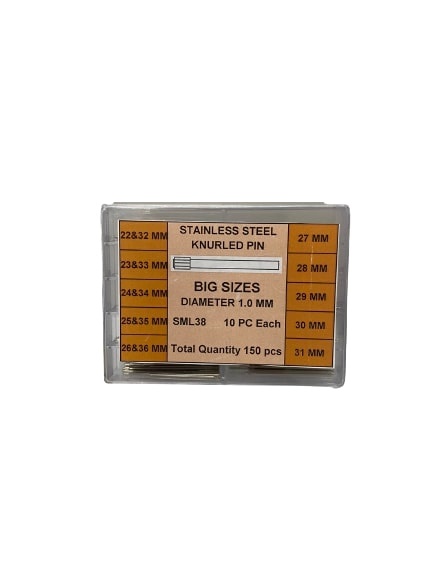 22&32 MM
23&33 MM
24&34 MM
25&35 MM
26&36 MM
STAINLESS STEEL
KNURLED PIN
BIG SIZES
DIAMETER 1.0 MM
SML38 10 PC Each
Total Quantity 150 pcs
27 MM
28 MM
29 MM
30 MM
31 MM